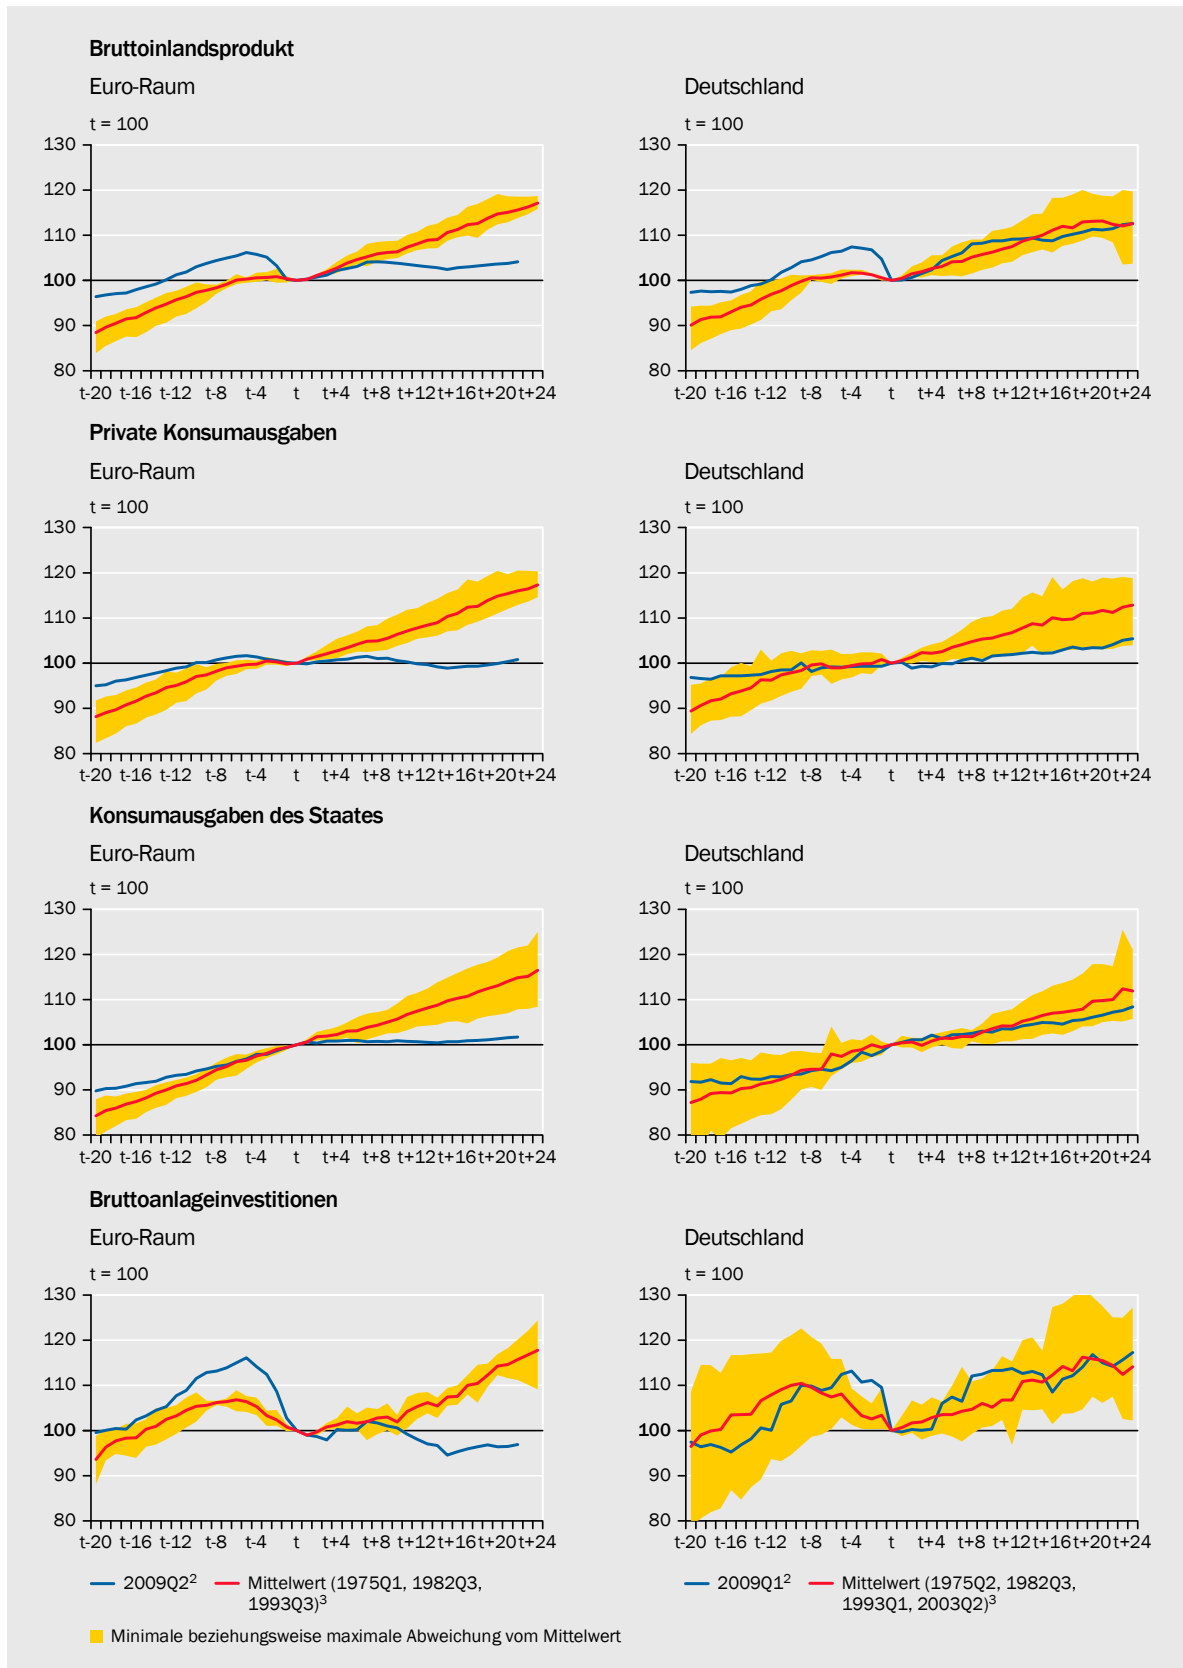 Bruttoinlandsprodukt
Euro-Raum
Deutschland
t = 100
t = 100
130
120
110
100
90
80
t-20 t-16 t-12 t-8 t-4 t t+4 t+8 t+12 t+16 t+20 t+24
130
120
110
100
90
80
t-20 t-16 t-12 t-8 t-4 t t+4 t+8 t+12 t+16 t+20 t+24
Private Konsumausgaben
Euro-Raum
Deutschland
t = 100
t = 100
130
120
110
100
90
80
t-20 t-16 t-12 t-8 t-4 t t+4 t+8 t+12 t+16 t+20 t+24
130
120
110
100
90
80
t-20 t-16 t-12 t-8 t-4 t t+4 t+8 t+12 t+16 t+20 t+24
Konsumausgaben des Staates
Euro-Raum
Deutschland
t = 100
t = 100
130
120
110
100
90
80
t-20 t-16 t-12 t-8 t-4 t t+4 t+8 t+12 t+16 t+20 t+24
130
120
110
100
90
80
t-20 t-16 t-12 t-8 t-4 t t+4 t+8 t+12 t+16 t+20 t+24
Bruttoanlageinvestitionen
Euro-Raum
Deutschland
t = 100
t = 100
130
120
110
100
90
80
t-20 t-16 t-12 t-8 t-4 t t+4 t+8 t+12 t+16 t+20 t+24
130
120
110
100
90
80
t-20 t-16 t-12 t-8 t-4 t t+4 t+8 t+12 t+16 t+20 t+24
2009Q2² Mittelwert (1975Q1, 1982Q3,
1993Q3)³
2009Q1² Mittelwert (1975Q2, 1982Q3,
1993Q1, 2003Q2)³
Minimale beziehungsweise maximale Abweichung vom Mittelwert